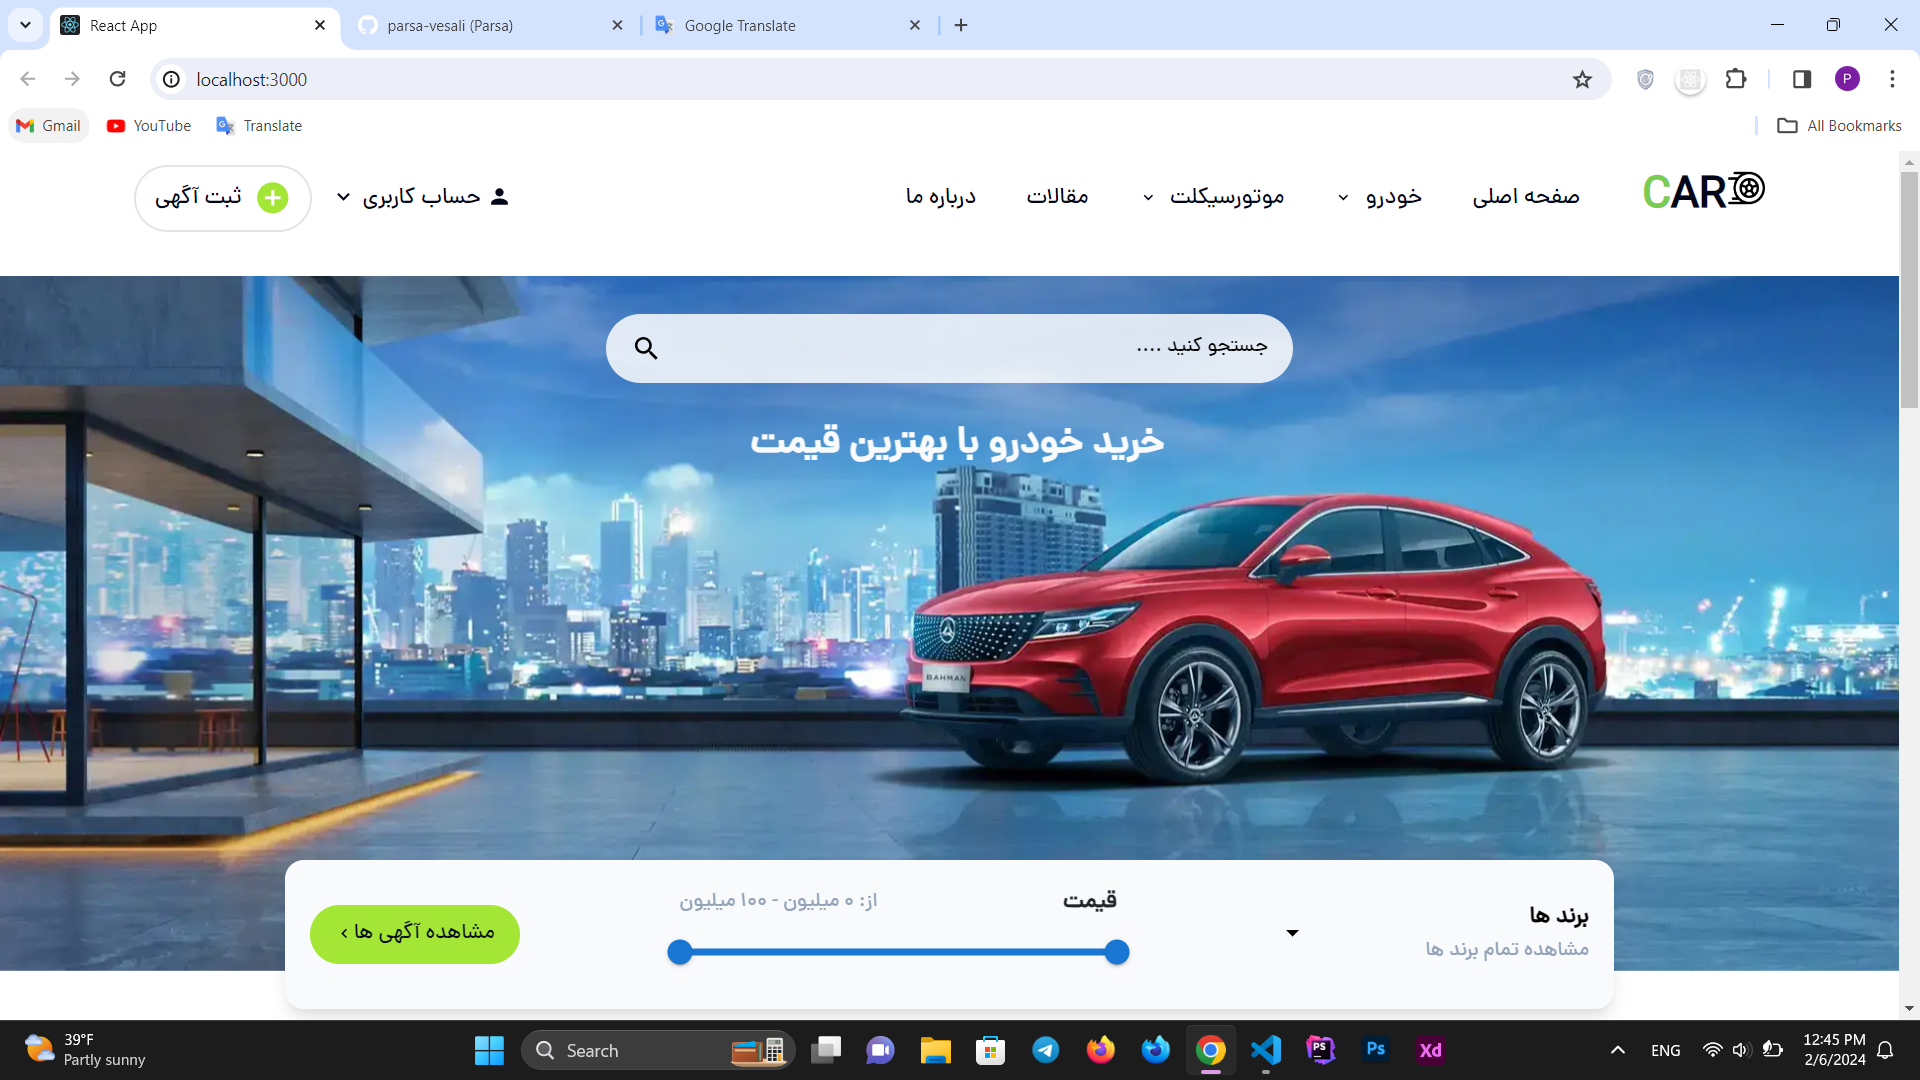 React App
parsa-vesali (Parsa)
Google Translate
localhost:3000
P
Gmail
YouTube
Translate
All Bookmarks
CAR
صفحه اصلی
خودرو
موتورسیکلت
مقالات
درباره ما
حساب کاربری
ثبت آگهی
جستجو کنید ....
خرید خودرو با بهترین قیمت
BAHMAN
برند ها
مشاهده تمام برند ها
قیمت
از: ۰ میلیون - ۱۰۰ میلیون
مشاهده آگهی ها ›
39°F
Partly sunny
Search
PS
Ps
Xd
ENG
12:45 PM
2/6/2024